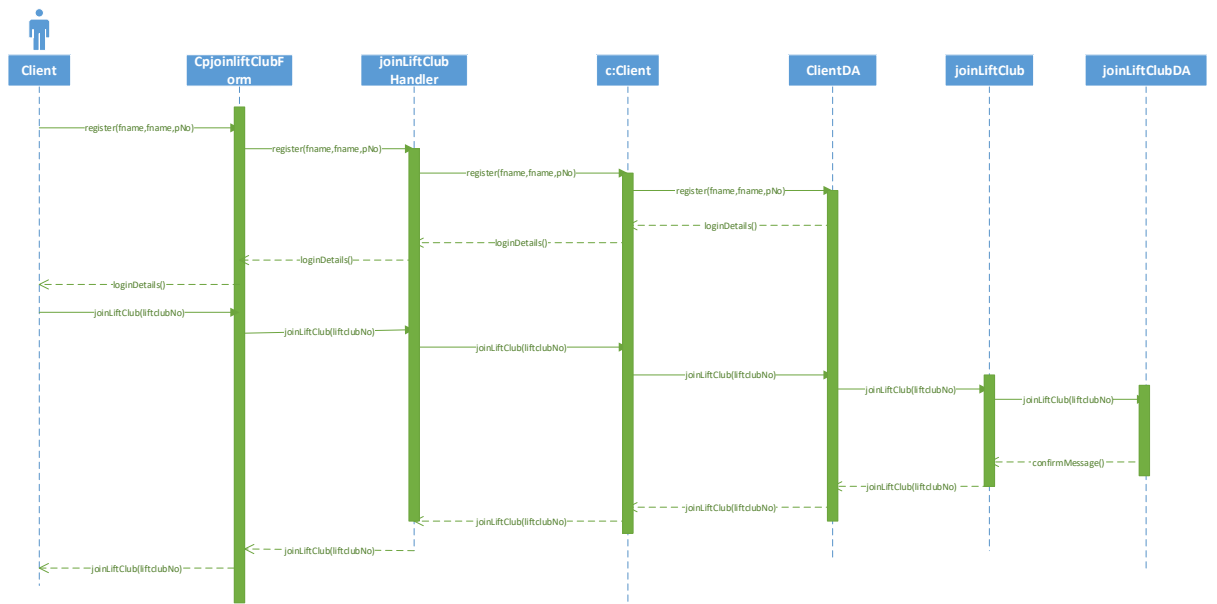 Client
CpjoinliftClubF
orm
joinLiftClub
Handler
c:Client
ClientDA
joinLiftClub
joinLiftClubDA
register(fname,fname,pNo)
register(fname,fname,pNo)
register(fname,fname,pNo)
register(fname,fname,pNo)
loginDetails()
loginDetails()
loginDetails()
loginDetails()
joinLiftClub(liftclubNo)
joinLiftClub(liftclubNo)
joinLiftClub(liftclubNo)
joinLiftClub(liftclubNo)
joinLiftClub(liftclubNo)
joinLiftClub(liftclubNo)
confirmMessage()
joinLiftClub(liftclubNo)
joinLiftClub(liftclubNo)
joinLiftClub(liftclubNo)
joinLiftClub(liftclubNo)
joinLiftClub(liftclubNo)